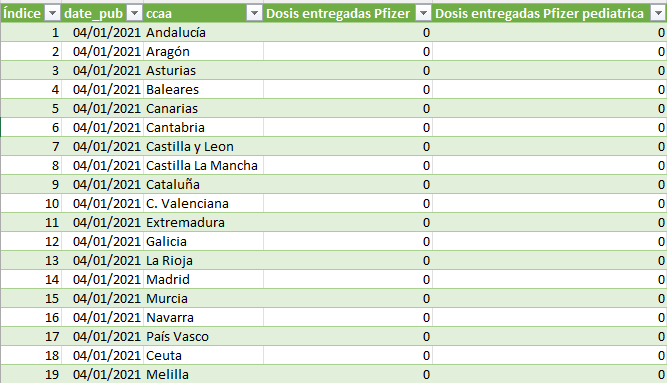 Índice date_pub ccaa Dosis entregadas Pfizer Dosis entregadas Pfizer pediatrica
1 04/01/2021 Andalucía 0 0
2 04/01/2021 Aragón 0 0
3 04/01/2021 Asturias 0 0
4 04/01/2021 Baleares 0 0
5 04/01/2021 Canarias 0 0
6 04/01/2021 Cantabria 0 0
7 04/01/2021 Castilla y Leon 0 0
8 04/01/2021 Castilla La Mancha 0 0
9 04/01/2021 Cataluña 0 0
10 04/01/2021 C. Valenciana 0 0
11 04/01/2021 Extremadura 0 0
12 04/01/2021 Galicia 0 0
13 04/01/2021 La Rioja 0 0
14 04/01/2021 Madrid 0 0
15 04/01/2021 Murcia 0 0
16 04/01/2021 Navarra 0 0
17 04/01/2021 País Vasco 0 0
18 04/01/2021 Ceuta 0 0
19 04/01/2021 Melilla 0 0